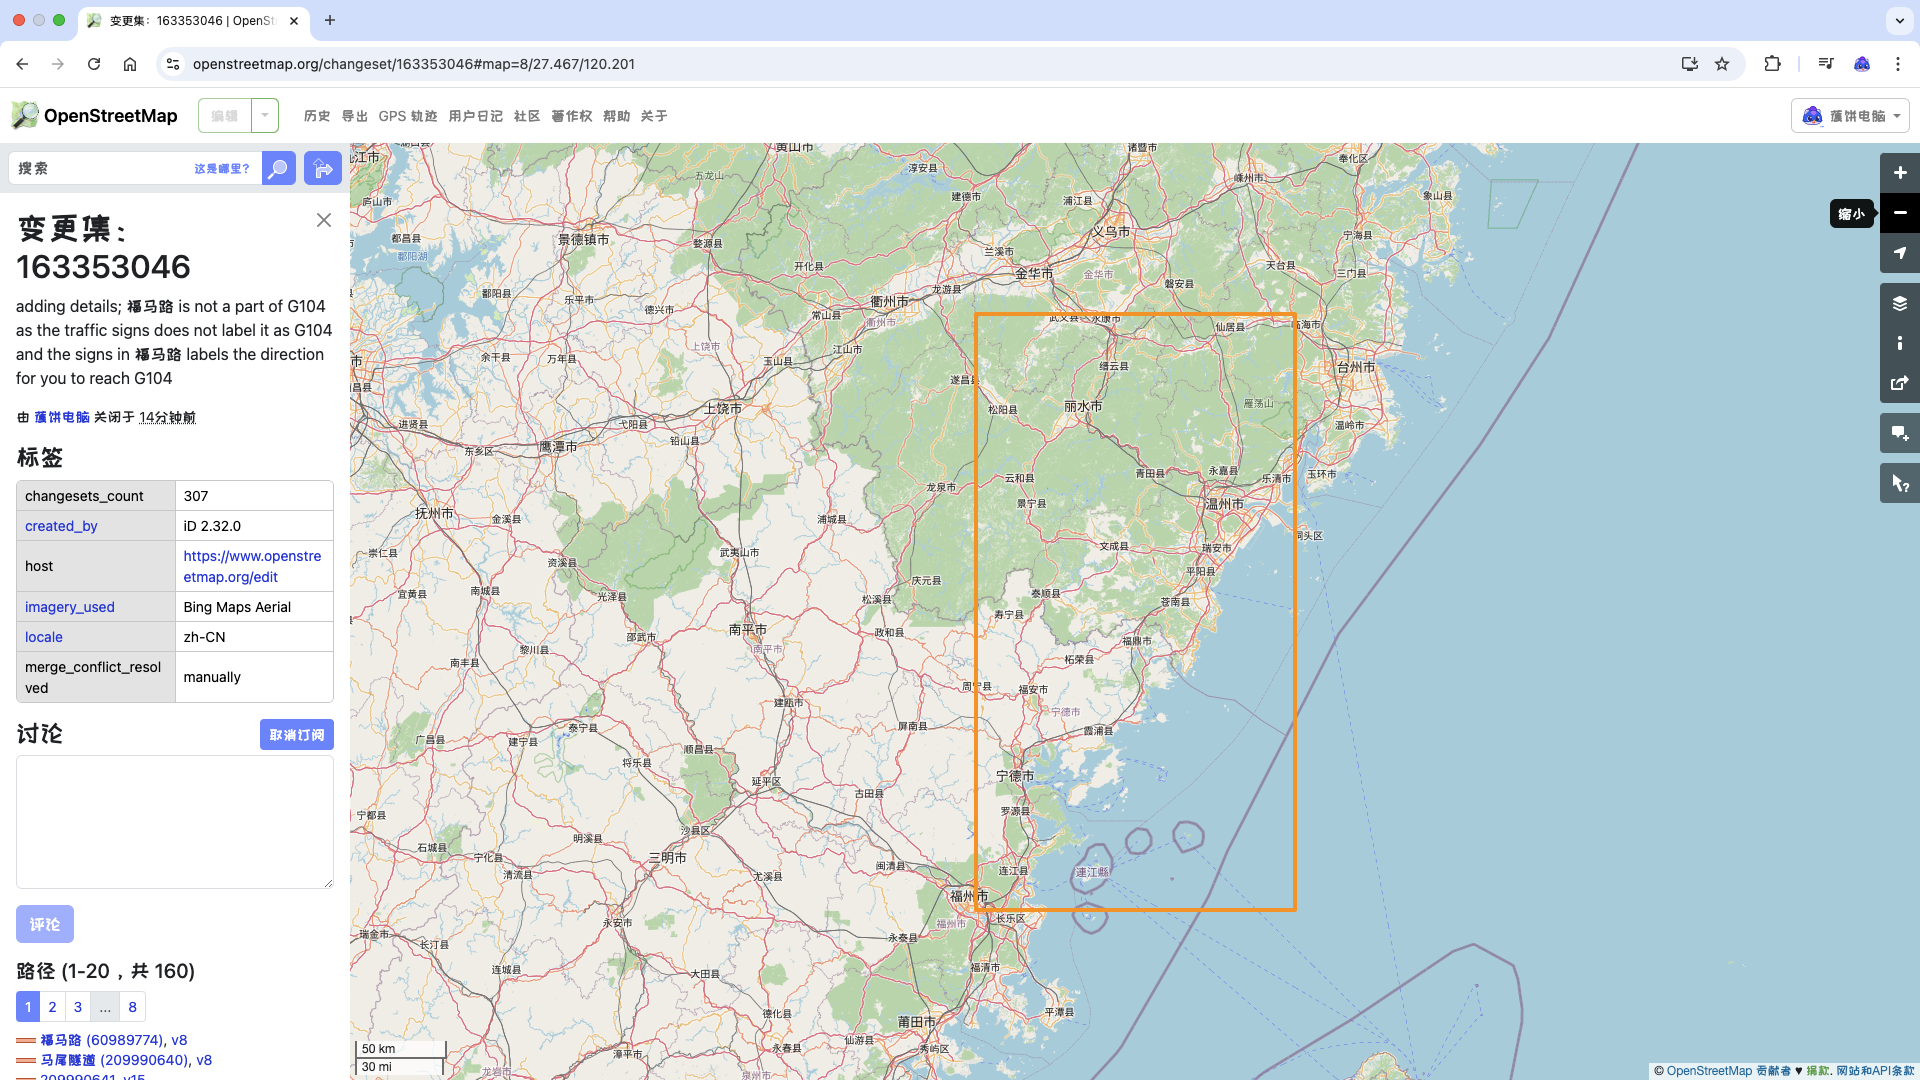 变更集：163353046 | OpenSt
openstreetmap.org/changeset/163353046#map=8/27.467/120.201
OpenStreetMap
编辑
历史 导出 GPS 轨迹 用户日记 社区 著作权 帮助 关于
薄饼电脑
搜索
这是哪里？
变更集：
163353046
adding details; 福马路 is not a part of G104
as the traffic signs does not label it as G104
and the signs in 福马路 labels the direction
for you to reach G104
由 薄饼电脑 关闭于 14分钟前
标签
changesets_count 307
created_by iD 2.32.0
host https://www.openstre
etmap.org/edit
imagery_used Bing Maps Aerial
locale zh-CN
merge_conflict_resol
ved manually
讨论
取消订阅
评论
路径 (1-20，共 160)
1 2 3 ... 8
福马路 (60989774), v8
马尾隧道 (209990640), v8
209990641, v15
缩小
黄山市
诸暨市
奉化区
九江市
五龙山
淳安县
建德市
浦江县
嵊州市
象山县
庐山市
都昌县
鄱阳湖
景德镇市
婺源县
开化县
兰溪市
义乌市
宁海县
金华市
金华市
天台县
三门县
磐安县
鄱阳县
乐平市
德兴市
常山县
衢州市
衢州市
龙游县
武义县
永康市
仙居县
临海市
余干县
万年县
上饶市
玉山县
江山市
遂昌县
缙云县
台州市
松阳县
丽水市
雁荡山
温岭市
进贤县
东乡区
鹰潭市
弋阳县
铅山县
上饶市
云和县
青田县
永嘉县
乐清市
玉环市
龙泉市
景宁县
温州市
洞头区
抚州市
金溪县
浦城县
文成县
瑞安市
平阳县
崇仁县
资溪县
武夷山市
庆元县
泰顺县
苍南县
宜黄县
南城县
光泽县
松溪县
寿宁县
南平市
南平市
政和县
福鼎市
邵武市
黎川县
南丰县
柘荣县
周宁县
福安市
宁德市
建瓯市
屏南县
霞浦县
广昌县
建宁县
泰宁县
顺昌县
将乐县
延平区
古田县
宁德市
罗源县
宁都县
石城县
宁化县
明溪县
沙县区
三明市
清流县
尤溪县
闽清县
连江县
連江縣
福州市
福州市
长乐区
瑞金市
长汀县
永安市
永泰县
连城县
大田县
福清市
德化县
莆田市
平潭县
漳平市
永春县
仙游县
秀屿区
龙岩市
泉州市
50 km
30 mi
© OpenStreetMap 贡献者 ♥ 捐款. 网站和API条款